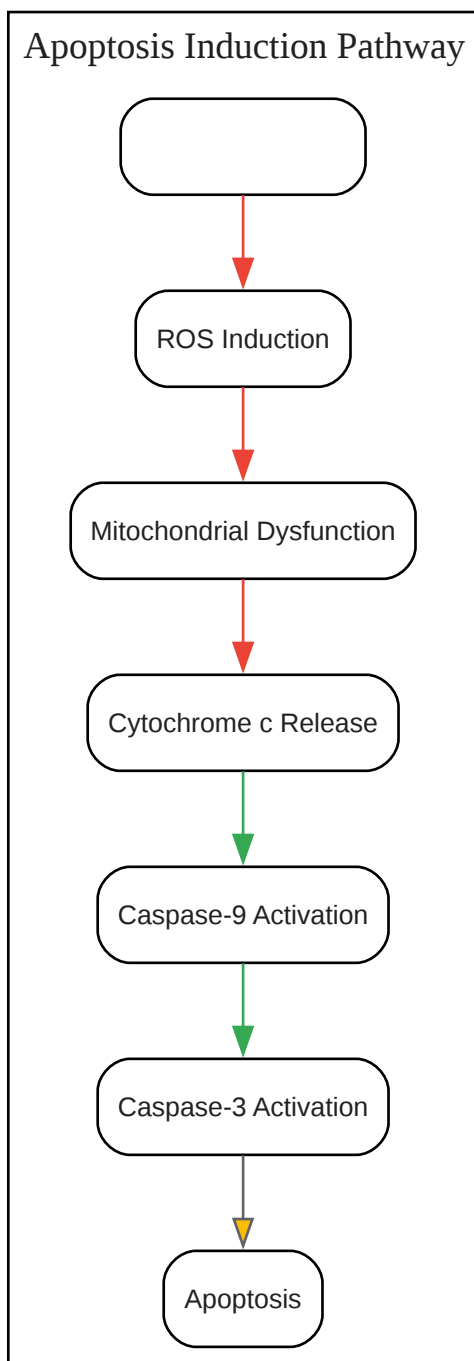 Apoptosis Induction Pathway
ROS Induction
Mitochondrial Dysfunction
Cytochrome c Release
Caspase-9 Activation
Caspase-3 Activation
Apoptosis